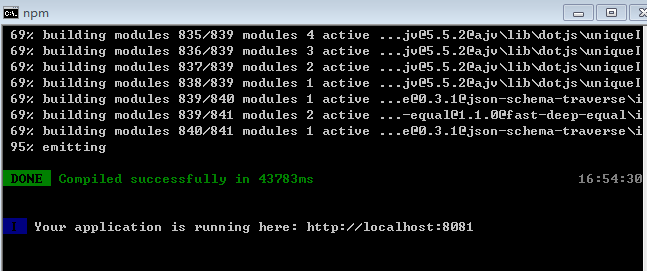 npm
69% building modules 835/839 modules 4 active ...jv@5.5.2@ajv\lib\dotjs\uniqueI
69% building modules 836/839 modules 3 active ...jv@5.5.2@ajv\lib\dotjs\uniqueI
69% building modules 837/839 modules 2 active ...jv@5.5.2@ajv\lib\dotjs\uniqueI
69% building modules 838/839 modules 1 active ...jv@5.5.2@ajv\lib\dotjs\uniqueI
69% building modules 839/840 modules 1 active ...e@0.3.1@json-schema-traverse\i
69% building modules 839/841 modules 2 active ...-equal@1.1.0@fast-deep-equal\i
69% building modules 840/841 modules 1 active ...e@0.3.1@json-schema-traverse\i
95% emitting
DONE Compiled successfully in 43783ms 16:54:30
I Your application is running here: http://localhost:8081